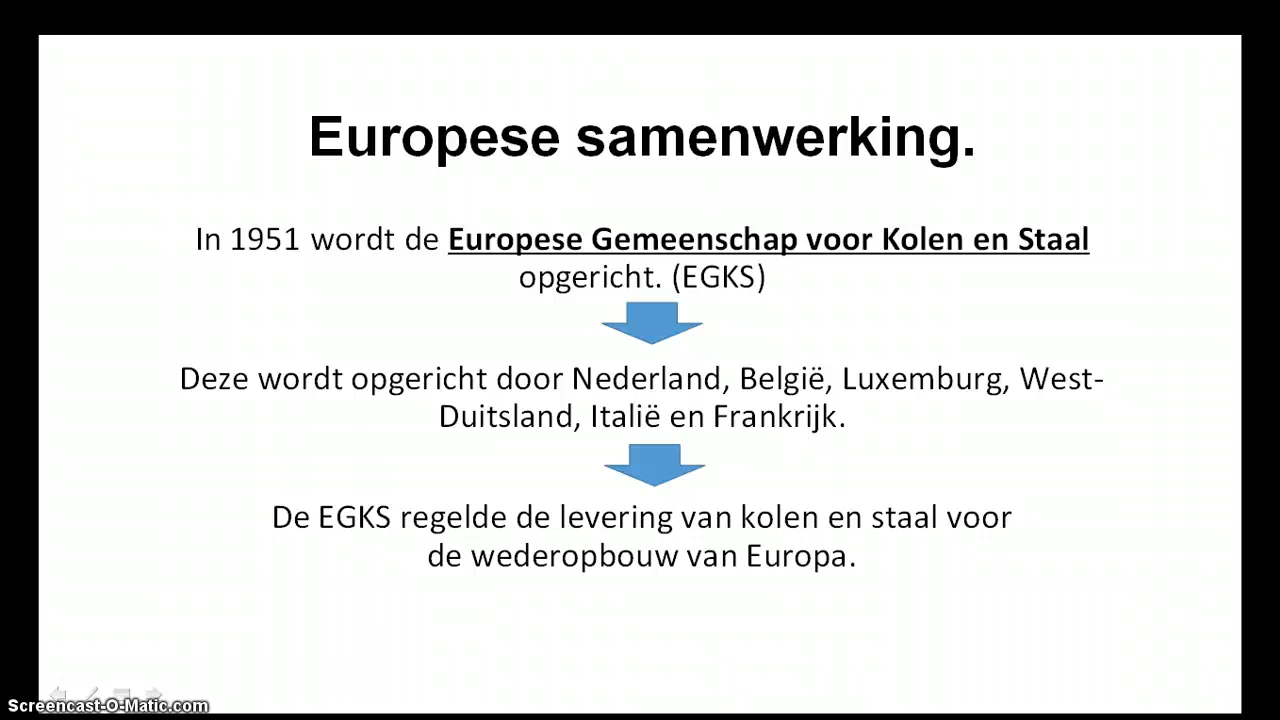 Europese samenwerking.
In 1951 wordt de Europese Gemeenschap voor Kolen en Staal
opgericht. (EGKS)
Deze wordt opgericht door Nederland, België, Luxemburg, West-
Duitsland, Italië en Frankrijk.
De EGKS regelde de levering van kolen en staal voor
de wederopbouw van Europa.
Screencast-O-Matic.com